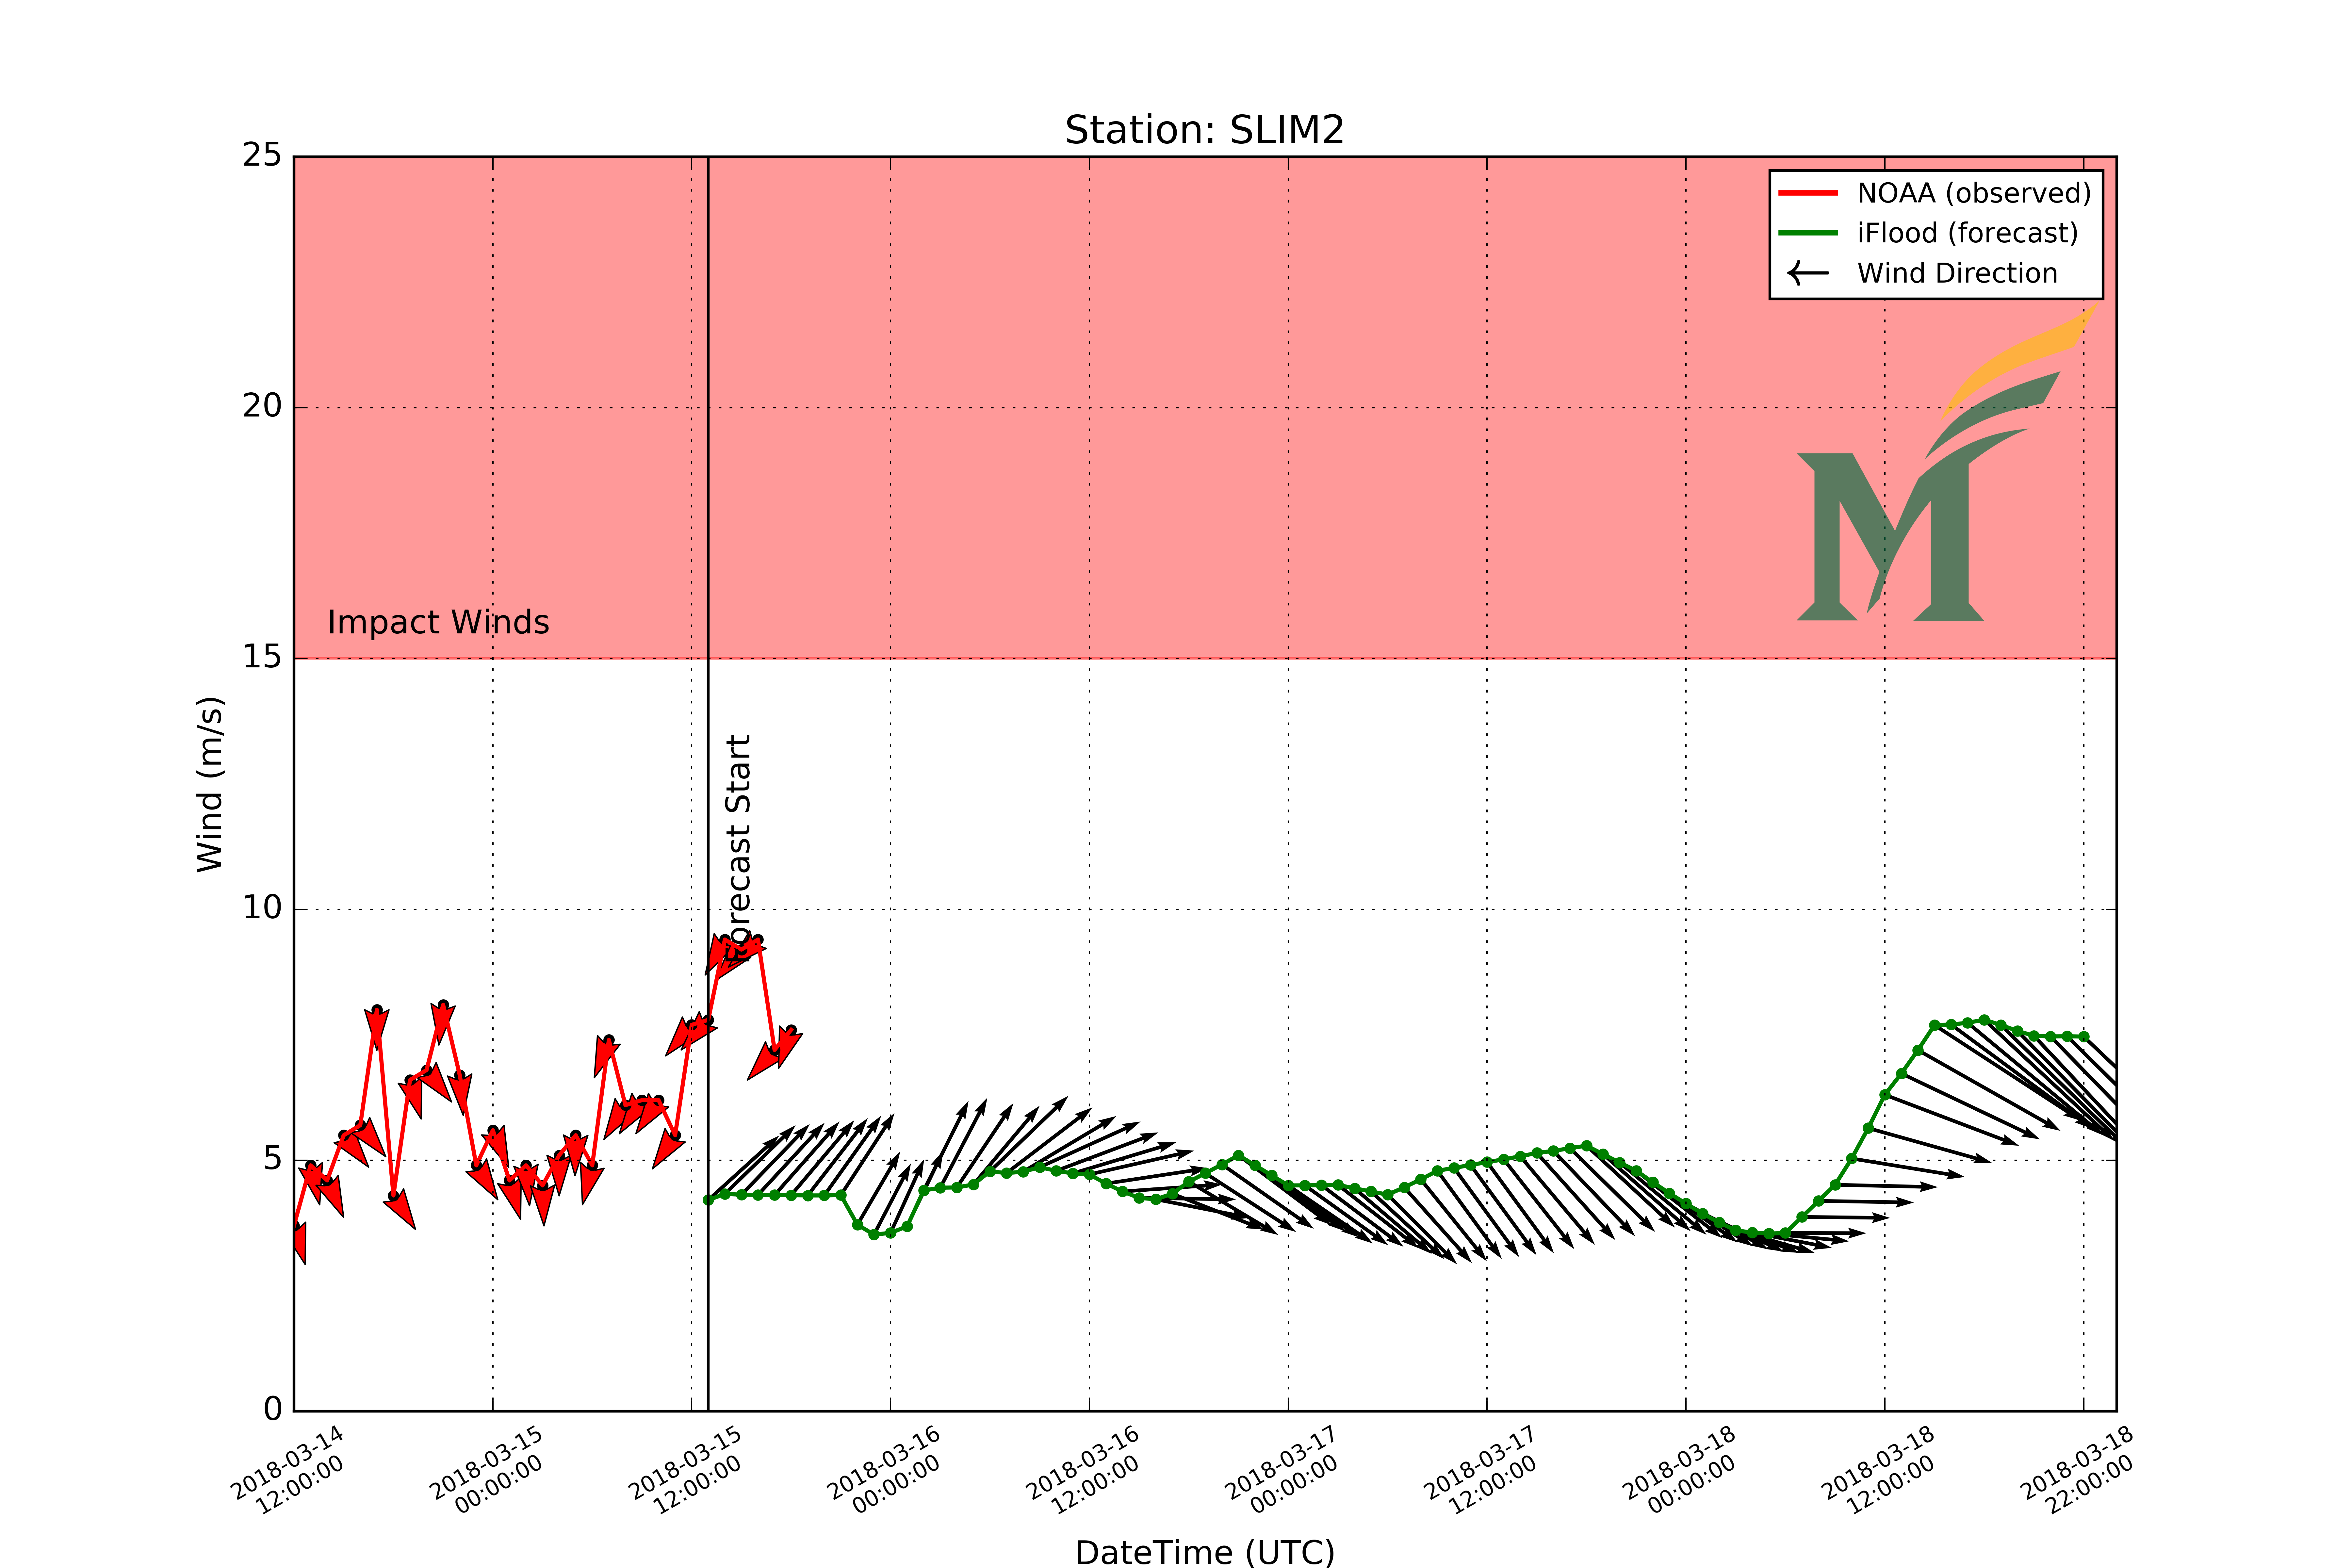 Station: SLIM2
25
20
15
10
5
0
Wind (m/s)
NOAA (observed)
iFlood (forecast)
Wind Direction
M
Impact Winds
Forecast Start
2018-03-14
12:00:00
2018-03-15
00:00:00
2018-03-15
12:00:00
2018-03-16
00:00:00
2018-03-16
12:00:00
2018-03-17
00:00:00
2018-03-17
12:00:00
2018-03-18
00:00:00
2018-03-18
12:00:00
2018-03-18
22:00:00
DateTime (UTC)